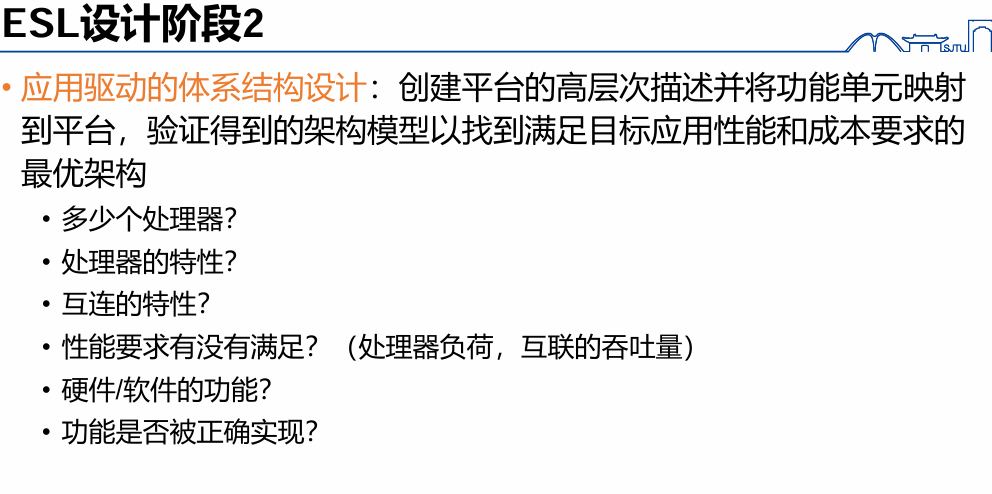 ESL设计阶段2
• 应用驱动的体系结构设计：创建平台的高层次描述并将功能单元映射
到平台，验证得到的架构模型以找到满足目标应用性能和成本要求的
最优架构
• 多少个处理器？
• 处理器的特性？
• 互连的特性？
• 性能要求有没有满足？（处理器负荷，互联的吞吐量）
• 硬件/软件的功能？
• 功能是否被正确实现？